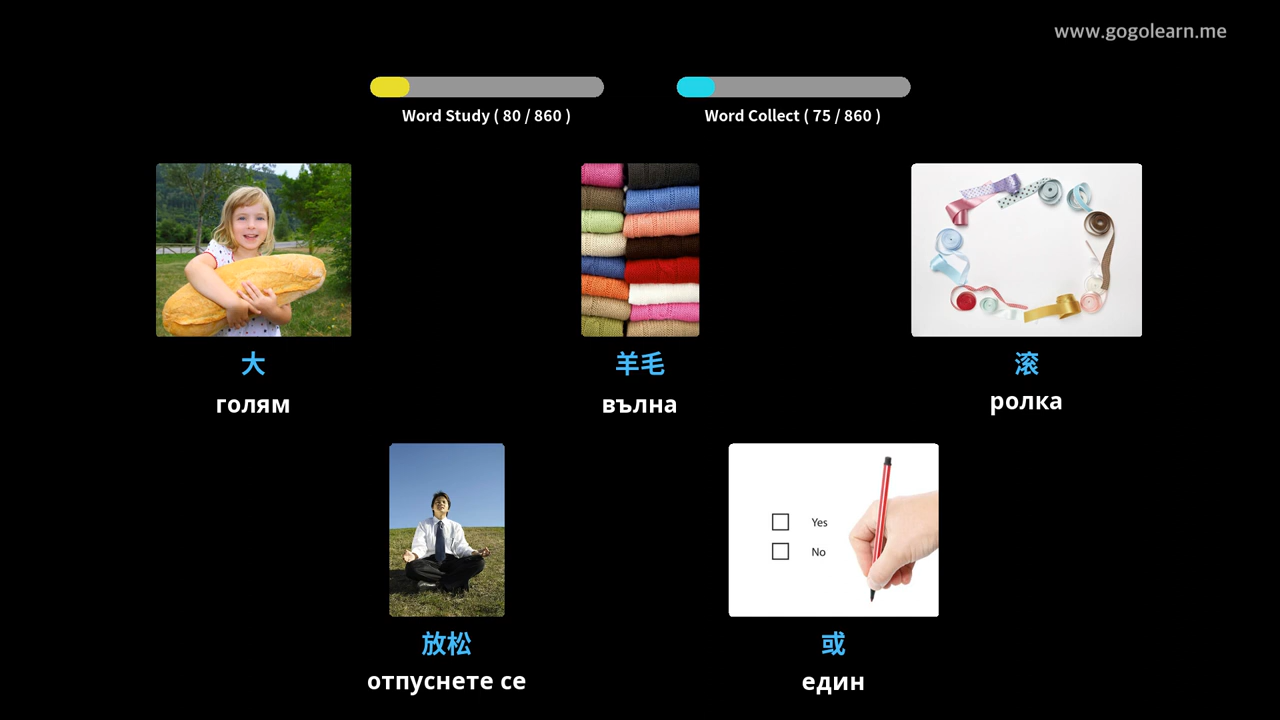 www.gogolearn.me
Word Study ( 80 / 860 )
Word Collect ( 75 / 860 )
大
羊毛
滚
голям
вълна
ролка
Yes
No
放松
或
отпуснете се
един